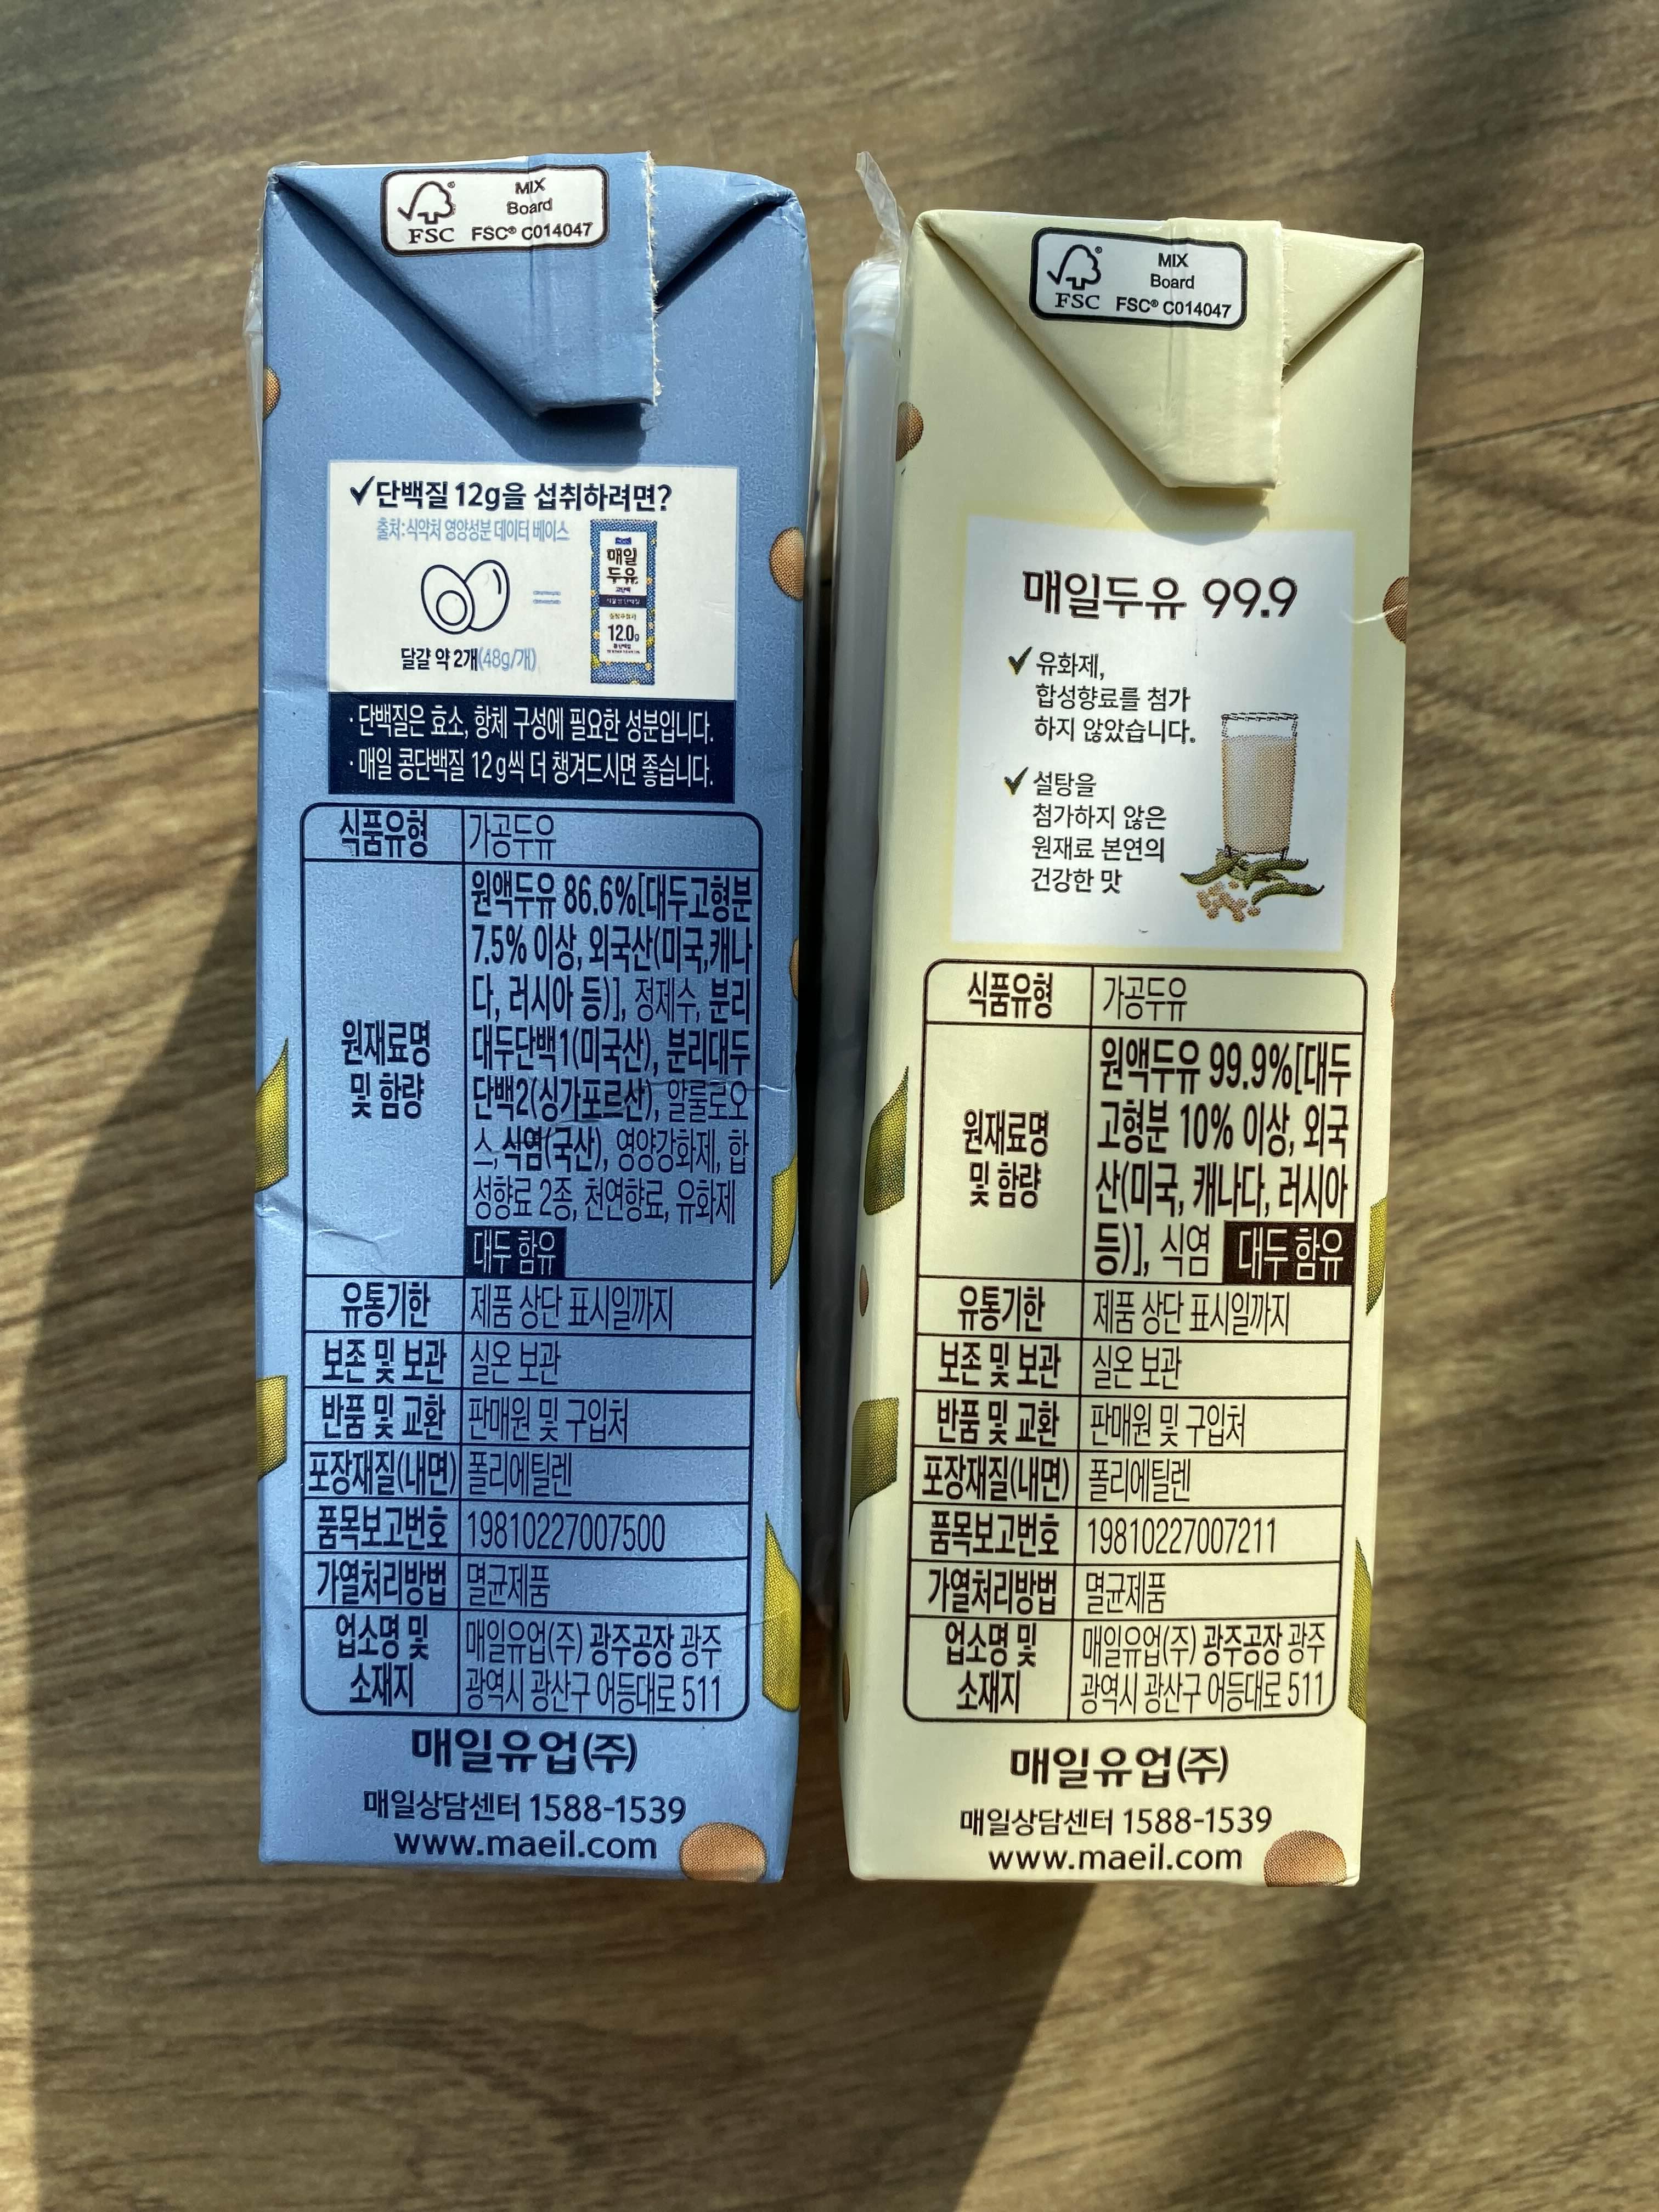 MIX
Board
FSC FSC® C014047
✓단백질 12g을 섭취하려면?
출처:식약처 영양성분 데이터 베이스
매일
두유
12.0g
달걀 약 2개(48g/개)
· 단백질은 효소, 항체 구성에 필요한 성분입니다.
· 매일 콩단백질 12g씩 더 챙겨드시면 좋습니다.
식품유형 가공두유
원재료명
및 함량
원액두유 86.6%[대두고형분
7.5% 이상, 외국산(미국,캐나
다, 러시아 등)], 정제수, 분리
대두단백1(미국산), 분리대두
단백2(싱가포르산), 알룰로오
스, 식염(국산), 영양강화제, 합
성향료 2종, 천연향료, 유화제
대두 함유
유통기한 제품 상단 표시일까지
보존 및 보관 실온 보관
반품 및 교환 판매원 및 구입처
포장재질(내면) 폴리에틸렌
품목보고번호 19810227007500
가열처리방법 멸균제품
업소명 및
소재지
매일유업(주) 광주공장 광주
광역시 광산구 어등대로 511
매일유업(주)
매일상담센터 1588-1539
www.maeil.com
MIX
Board
FSC FSC® C014047
매일두유 99.9
✓ 유화제,
합성향료를 첨가
하지 않았습니다.
✓ 설탕을
첨가하지 않은
원재료 본연의
건강한 맛
식품유형 가공두유
원재료명
및 함량
원액두유 99.9%[대두
고형분 10% 이상, 외국
산(미국, 캐나다, 러시아
등)], 식염 대두 함유
유통기한 제품 상단 표시일까지
보존 및 보관 실온 보관
반품 및 교환 판매원 및 구입처
포장재질(내면) 폴리에틸렌
품목보고번호 19810227007211
가열처리방법 멸균제품
업소명 및
소재지
매일유업(주) 광주공장 광주
광역시 광산구 어등대로 511
매일유업(주)
매일상담센터 1588-1539
www.maeil.com